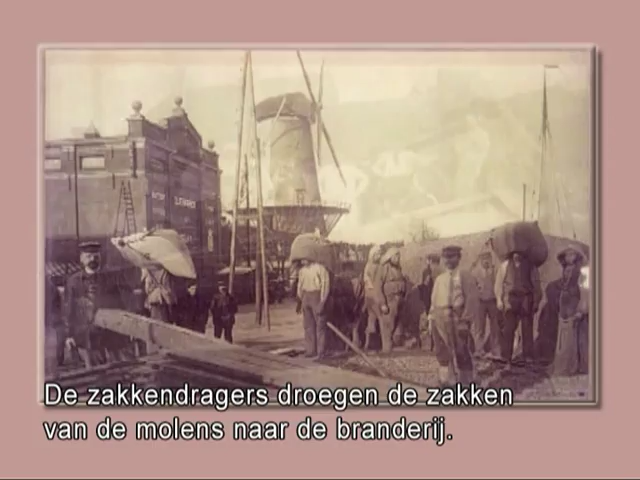 De zakkendragers droegen de zakken
van de molens naar de branderij.